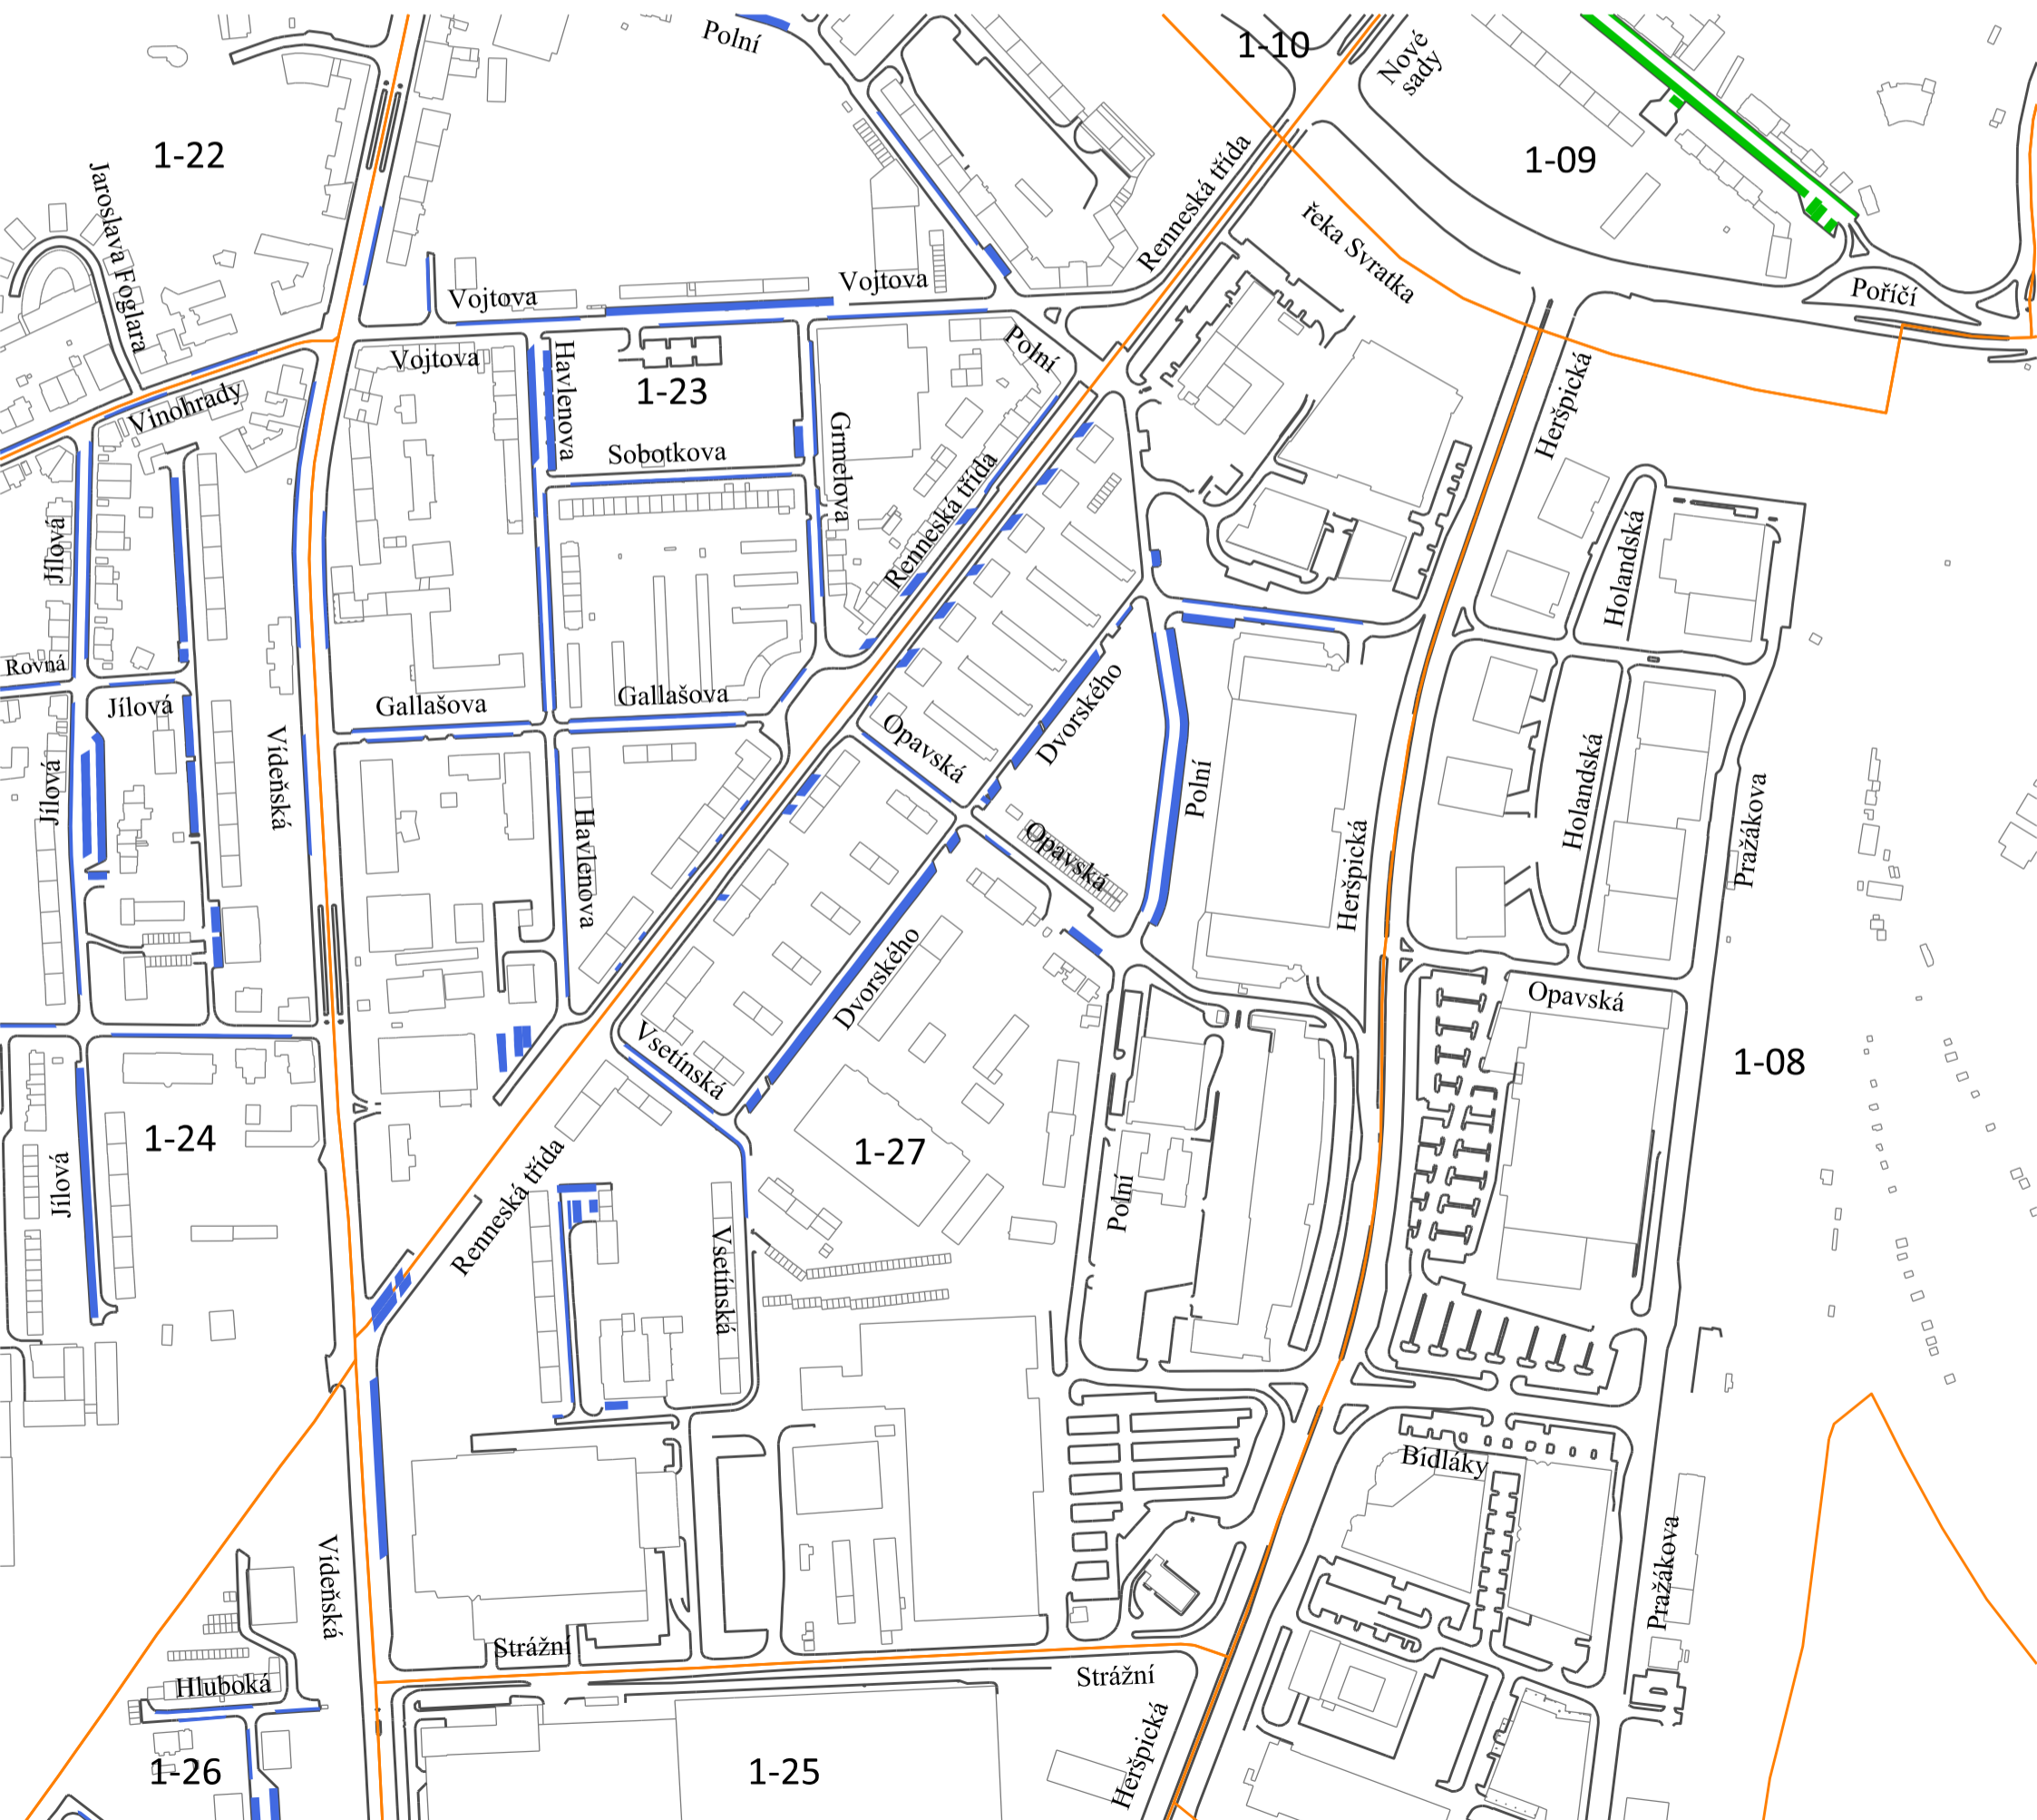 Polní
1-10
Nové
sady
1-22
1-09
Jaroslava Foglara
Renneská třída
řeka Svratka
Vojtova
Vojtova
Poříčí
Vojtova
Havlenova
Polní
1-23
Vinohrady
Heršpická
Grmelova
Sobotkova
Renneská třída
Jílová
Holandská
Rovná
Jílová
Gallašova
Gallašova
Dvorského
Opavská
Vídeňská
Jílová
Polní
Holandská
Pražákova
Havlenova
Opavská
Heršpická
Dvorského
Opavská
Vsetínská
1-08
1-24
1-27
Jílová
Polní
Renneská třída
Vsetínská
Bidláky
Vídeňská
Pražákova
Strážní
Strážní
Hluboká
Heršpická
1-26
1-25